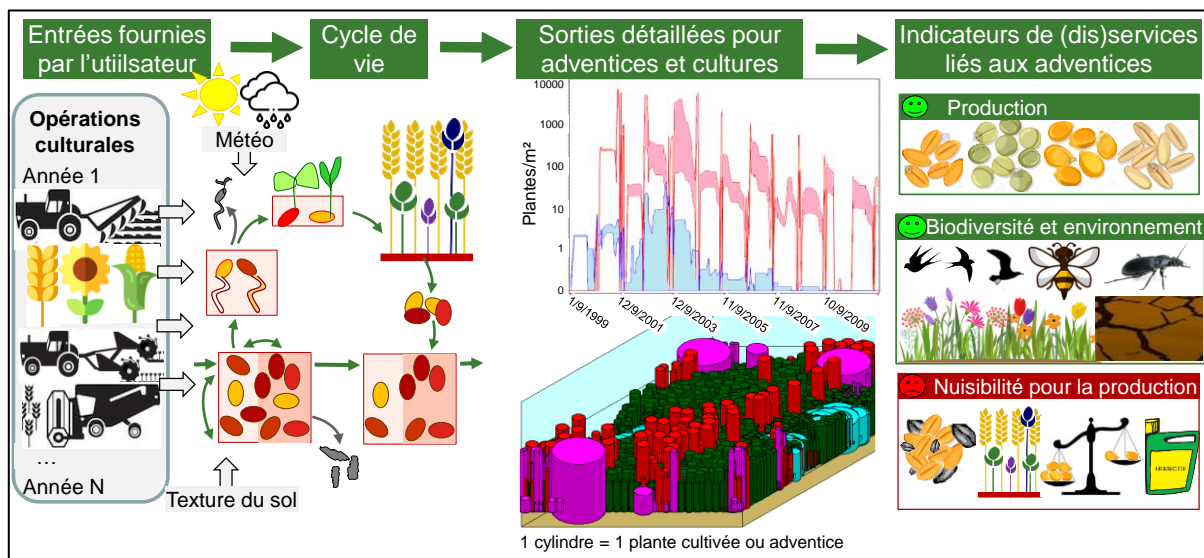 Entrées fournies
par l'utiilsateur
Cycle de
vie
Sorties détaillées pour
adventices et cultures
Indicateurs de (dis)services
liés aux adventices
Opérations
culturales
Année 1
…
Année N
Météo
Texture du sol
Plantes/m²
10000
1000
100
10
1
0
1/9/1999
12/9/2001
12/9/2003
11/9/2005
11/9/2007
10/9/2009
1 cylindre = 1 plante cultivée ou adventice
Production
Biodiversité et environnement
Nuisibilité pour la production
HERBICIDE